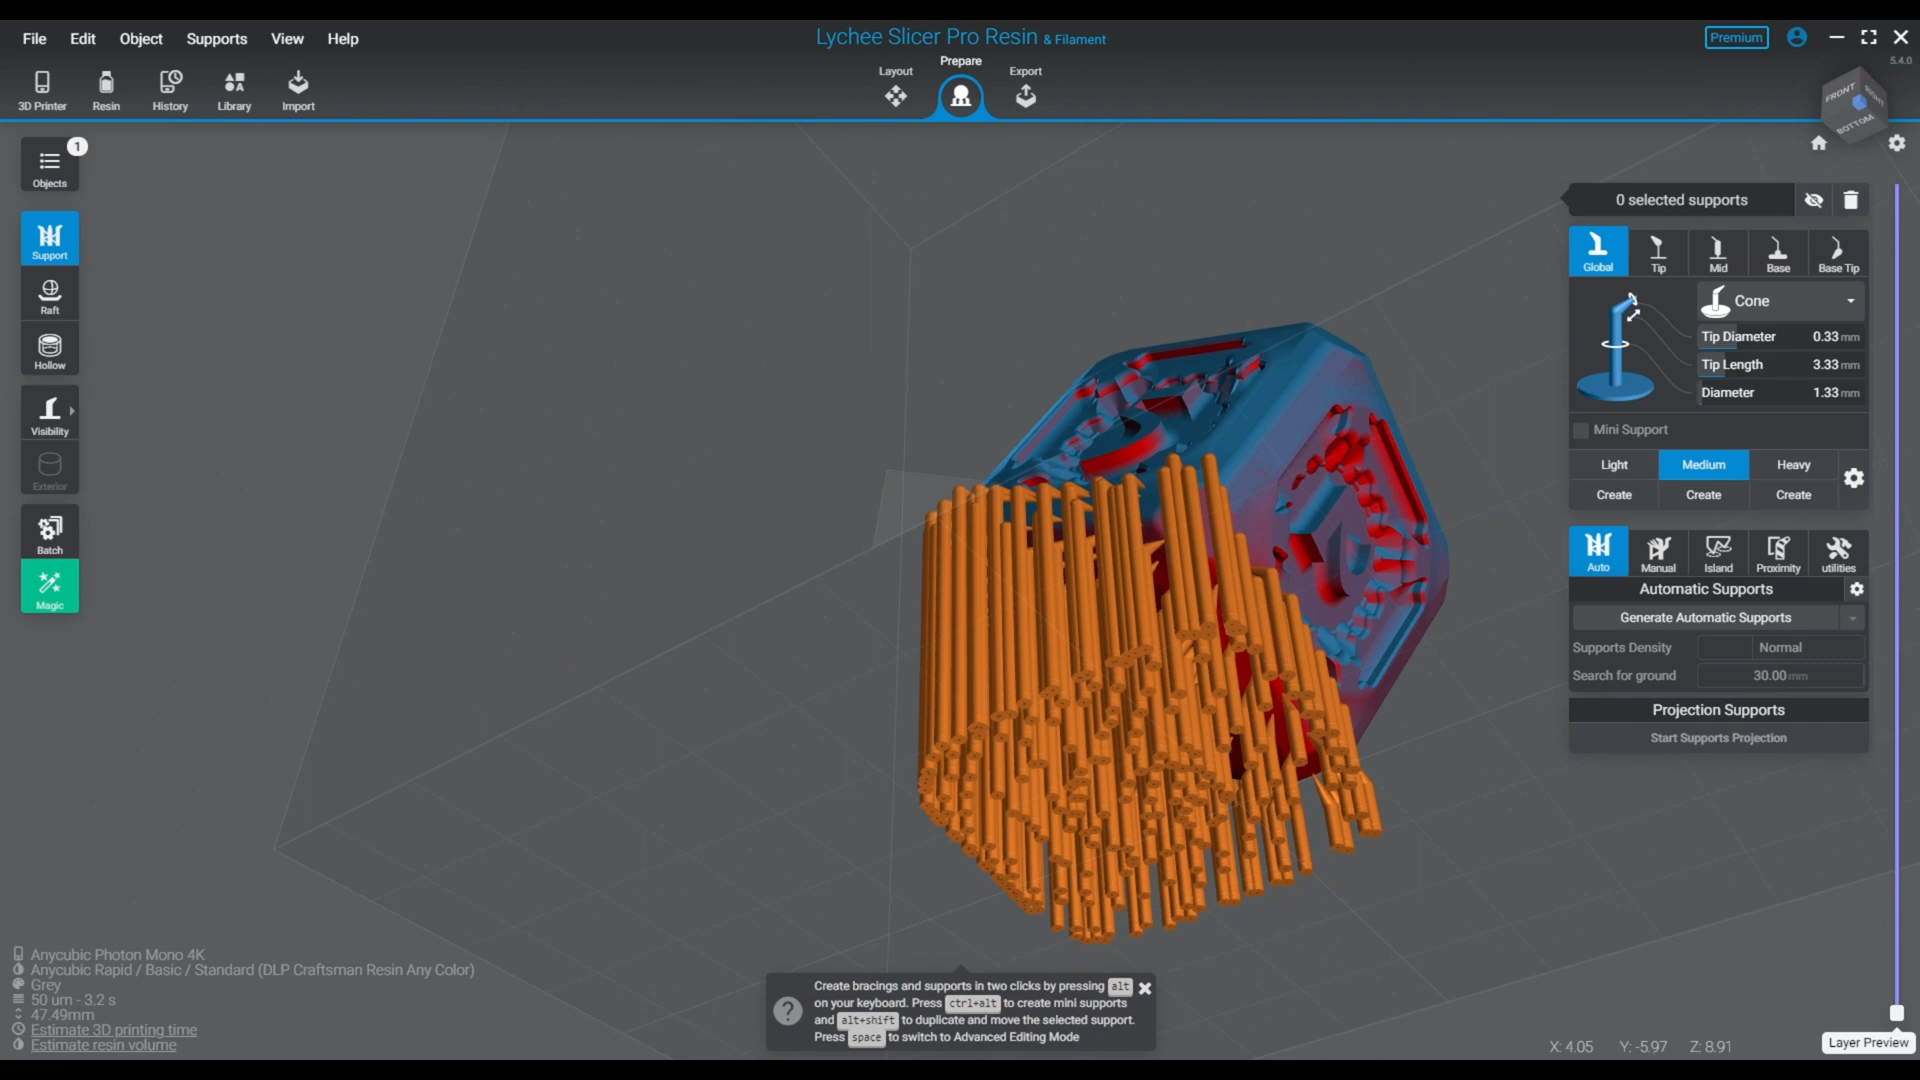 File Edit Object Supports View Help
Lychee Slicer Pro Resin & Filament
Premium
5.4.0
3D Printer Resin History Library Import
Layout Prepare Export
FRONT RIGHT
BOTTOM
1
Objects
Support
Raft
Hollow
Visibility
Exterior
Batch
Magic
0 selected supports
Global Tip Mid Base Base Tip
Cone
Tip Diameter 0.33 mm
Tip Length 3.33 mm
Diameter 1.33 mm
Mini Support
Light Medium Heavy
Create Create Create
Auto Manual Island Proximity utilities
Automatic Supports
Generate Automatic Supports
Supports Density Normal
Search for ground 30.00 mm
Projection Supports
Start Supports Projection
Anycubic Photon Mono 4K
Anycubic Rapid / Basic / Standard (DLP Craftsman Resin Any Color)
Grey
50 um - 3.2 s
47.49mm
Estimate 3D printing time
Estimate resin volume
Create bracings and supports in two clicks by pressing alt
on your keyboard. Press ctrl+alt to create mini supports
and alt+shift to duplicate and move the selected support.
Press space to switch to Advanced Editing Mode
X: 4.05 Y: -5.97 Z: 8.91
Layer Preview